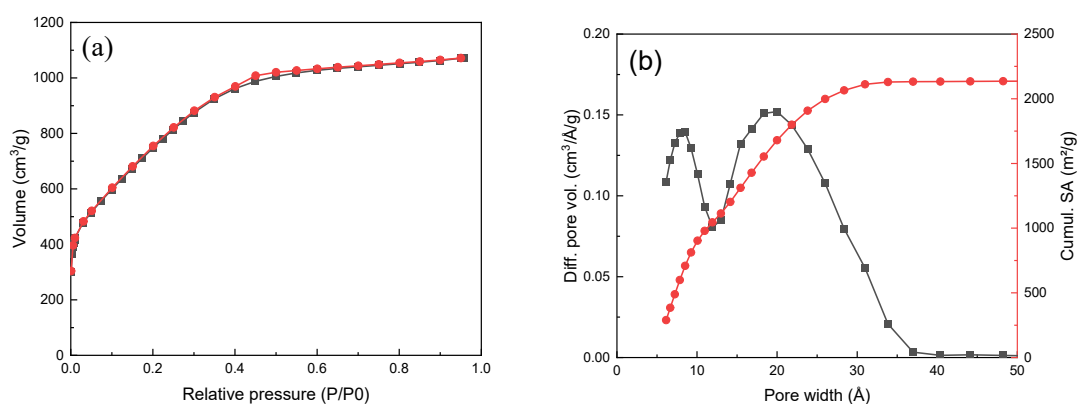 (a)
Volume (cm³/g)
1200
1000
800
600
400
200
0
0.0 0.2 0.4 0.6 0.8 1.0
Relative pressure (P/P0)
(b)
Diff. pore vol. (cm³/Å/g)
0.20
0.15
0.10
0.05
0.00
0 10 20 30 40 50
Pore width (Å)
2500
2000
1500
1000
500
0
Cumul. SA (m²/g)